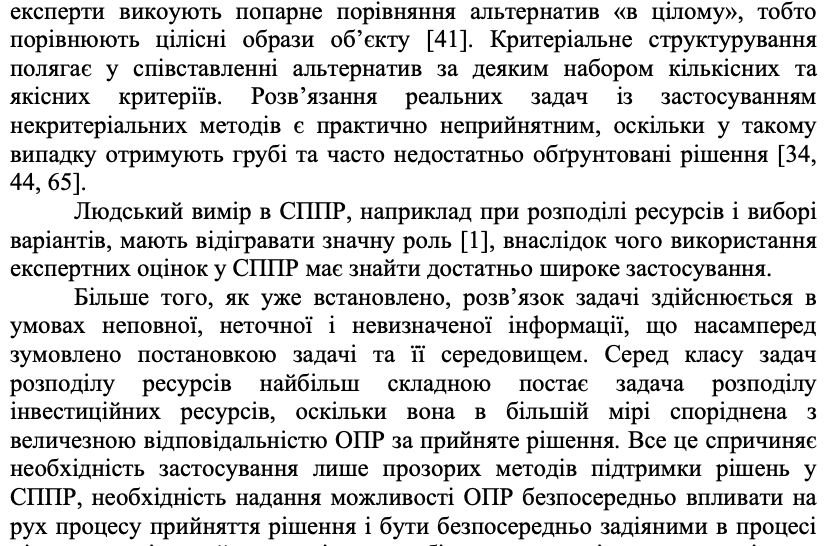 експерти викоують попарне порівняння альтернатив «в цілому», тобто
порівнюють цілісні образи об’єкту [41]. Критеріальне структурування
полягає у співставленні альтернатив за деяким набором кількісних та
якісних критеріїв. Розв’язання реальних задач із застосуванням
некритеріальних методів є практично неприйнятним, оскільки у такому
випадку отримують грубі та часто недостатньо обґрунтовані рішення [34,
44, 65].
Людський вимір в СППР, наприклад при розподілі ресурсів і виборі
варіантів, мають відігравати значну роль [1], внаслідок чого використання
експертних оцінок у СППР має знайти достатньо широке застосування.
Більше того, як уже встановлено, розв’язок задачі здійснюється в
умовах неповної, неточної і невизначеної інформації, що насамперед
зумовлено постановкою задачі та її середовищем. Серед класу задач
розподілу ресурсів найбільш складною постає задача розподілу
інвестиційних ресурсів, оскільки вона в більшій мірі споріднена з
величезною відповідальністю ОПР за прийняте рішення. Все це спричиняє
необхідність застосування лише прозорих методів підтримки рішень у
СППР, необхідність надання можливості ОПР безпосередньо впливати на
рух процесу прийняття рішення і бути безпосередньо задіяними в процесі